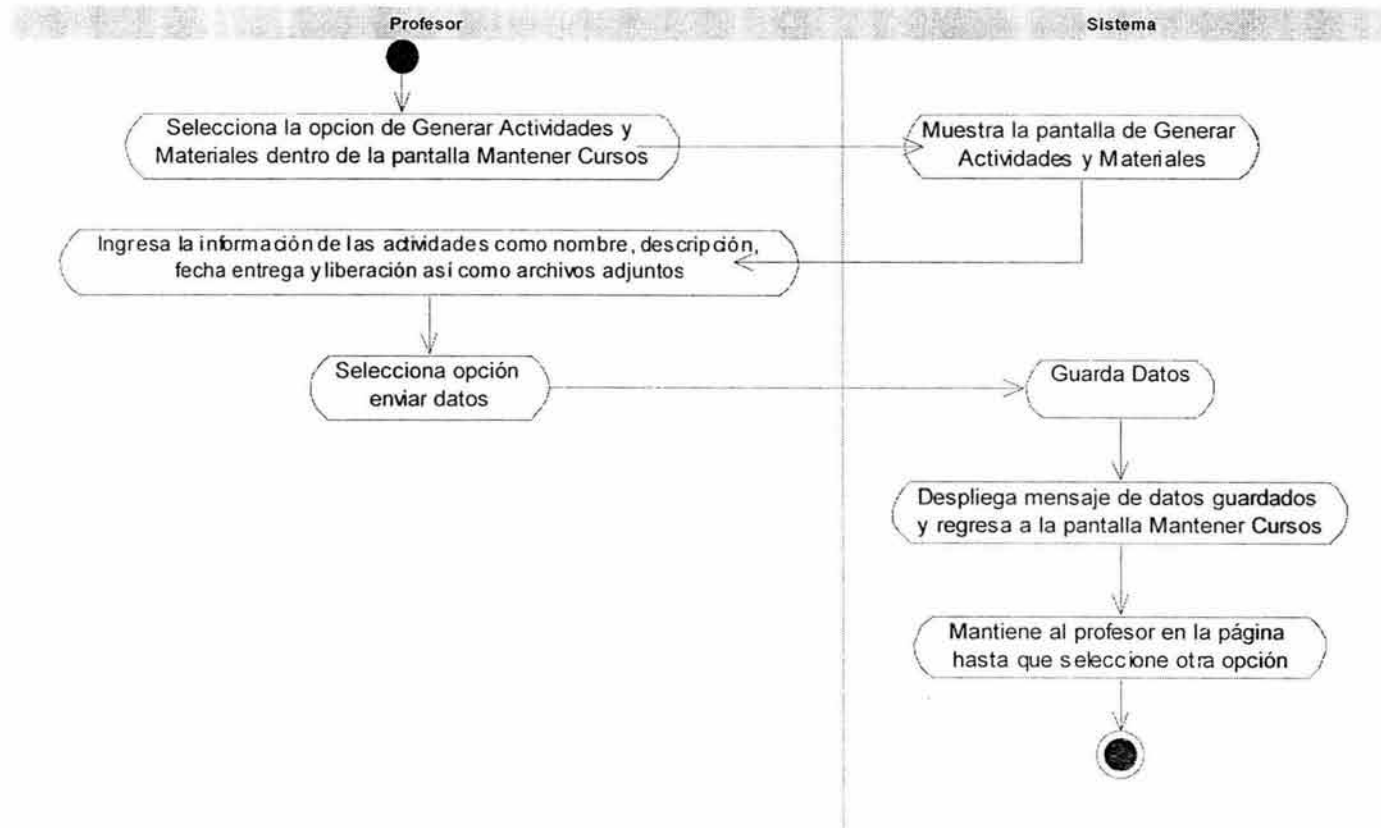 Profesor
Sistema
Selecciona la opcion de Generar Actividades y
Materiales dentro de la pantalla Mantener Cursos
Muestra la pantalla de Generar
Actividades y Materiales
Ingresa la información de las actividades como nombre, descripción,
fecha entrega y liberación así como archivos adjuntos
Selecciona opción
enviar datos
Guarda Datos
Despliega mensaje de datos guardados
y regresa a la pantalla Mantener Cursos
Mantiene al profesor en la página
hasta que seleccione otra opción